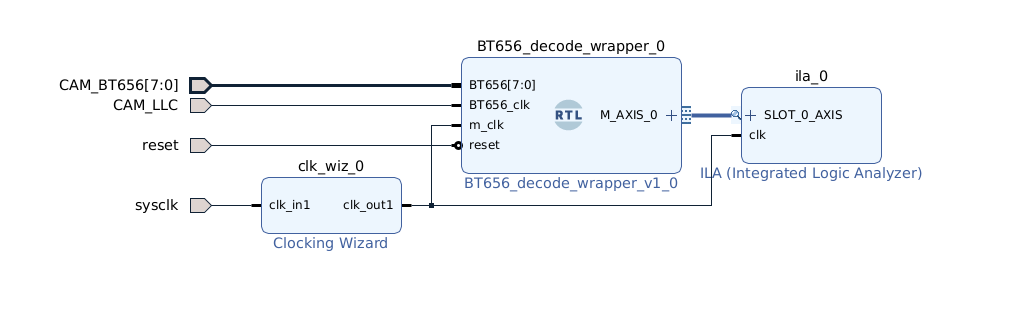 BT656_decode_wrapper_0
CAM_BT656[7:0]
BT656[7:0]
ila_0
CAM_LLC
BT656_clk
RTL
M_AXIS_0
SLOT_0_AXIS
m_clk
clk
reset
reset
clk_wiz_0
BT656_decode_wrapper_v1_0
ILA (Integrated Logic Analyzer)
sysclk
clk_in1
clk_out1
Clocking Wizard